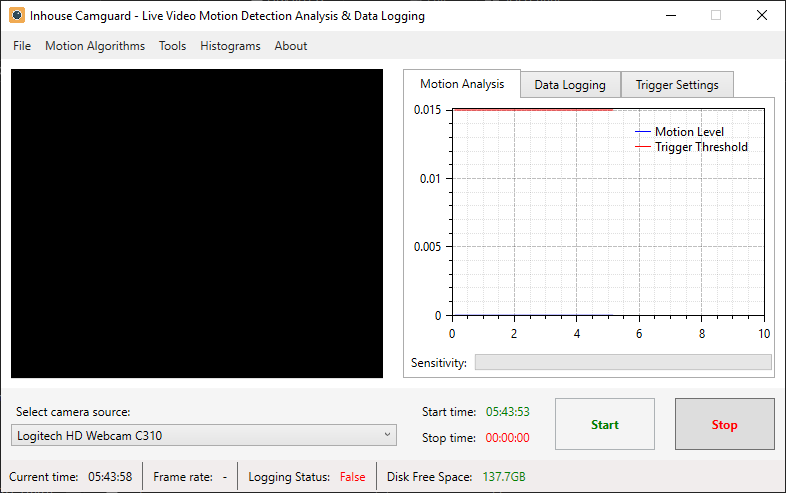 Inhouse Camguard - Live Video Motion Detection Analysis & Data Logging
File Motion Algorithms Tools Histograms About
Motion Analysis Data Logging Trigger Settings
0.015
Motion Level
Trigger Threshold
0.01
0.005
0
0 2 4 6 8 10
Sensitivity:
Select camera source:
Logitech HD Webcam C310
Start time: 05:43:53
Stop time: 00:00:00
Start
Stop
Current time: 05:43:58 Frame rate: - Logging Status: False Disk Free Space: 137.7GB